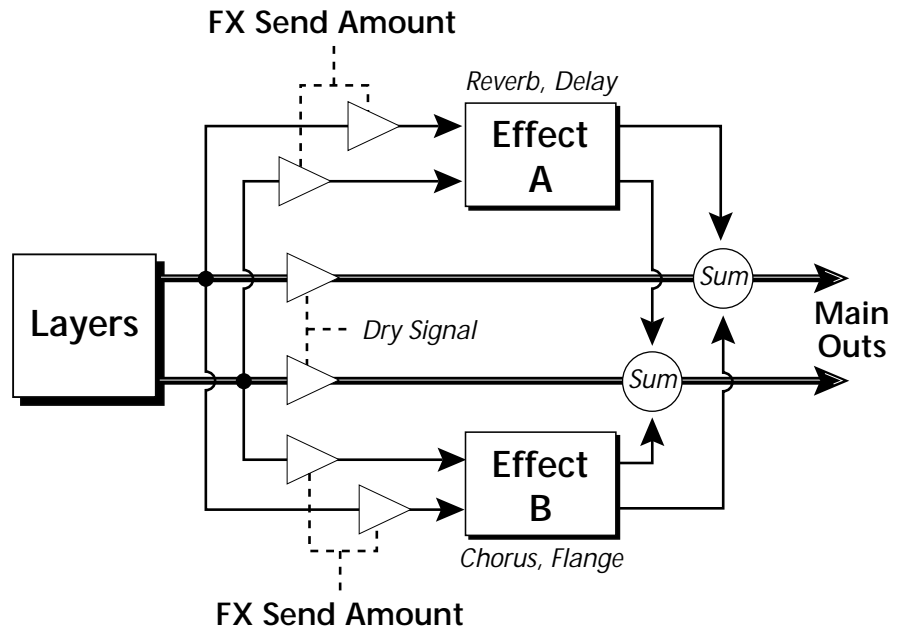 FX Send Amount
Reverb, Delay
Effect
A
Layers
Sum
Main
Outs
Dry Signal
Sum
Effect
B
Chorus, Flange
FX Send Amount